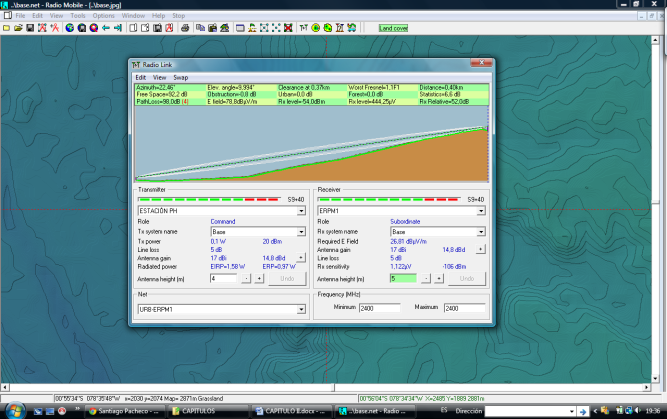 ..\base.net - Radio Mobile - [..\base.jpg]
File Edit View Tools Options Window Help Stop
Land cover
Radio Link
Edit View Swap
Azimuth=22,46° Elev. angle=9,994° Clearance at 0,37km Worst Fresnel=1,1F1 Distance=0,40km
Free Space=92,2 dB Obstruction=-0,8 dB Urban=0,0 dB Forest=0,0 dB Statistics=6,6 dB
PathLoss=98,0dB (4) E field=78,8dBµV/m Rx level=-54,0dBm Rx level=444,25µV Rx Relative=52,0dB
Transmitter
S9+40
ESTACIÓN PH
Role Command
Tx system name Base
Tx power 0,1 W 20 dBm
Line loss 5 dB
Antenna gain 17 dBi 14,8 dBd +
Radiated power EIRP=1,58 W ERP=0,97 W
Antenna height (m) 4 - + Undo
Net
URB-ERPM1
Receiver
S9+40
ERPM1
Role Subordinate
Rx system name Base
Required E Field 26,81 dBµV/m
Antenna gain 17 dBi 14,8 dBd +
Line loss 5 dB
Rx sensitivity 1,122µV -106 dBm
Antenna height (m) 5 - + Undo
Frequency (MHz)
Minimum 2400 Maximum 2400
00°55'34"S 078°35'48"W x=2030 y=2074 Map= 2871m Grassland
00°56'04"S 078°34'34"W X=2485 Y=1889 2881m
Santiago Pacheco - ... CAPITULOS CAPITULO II.docx - ... ..\base.net - Radio ... ES Dirección 19:36